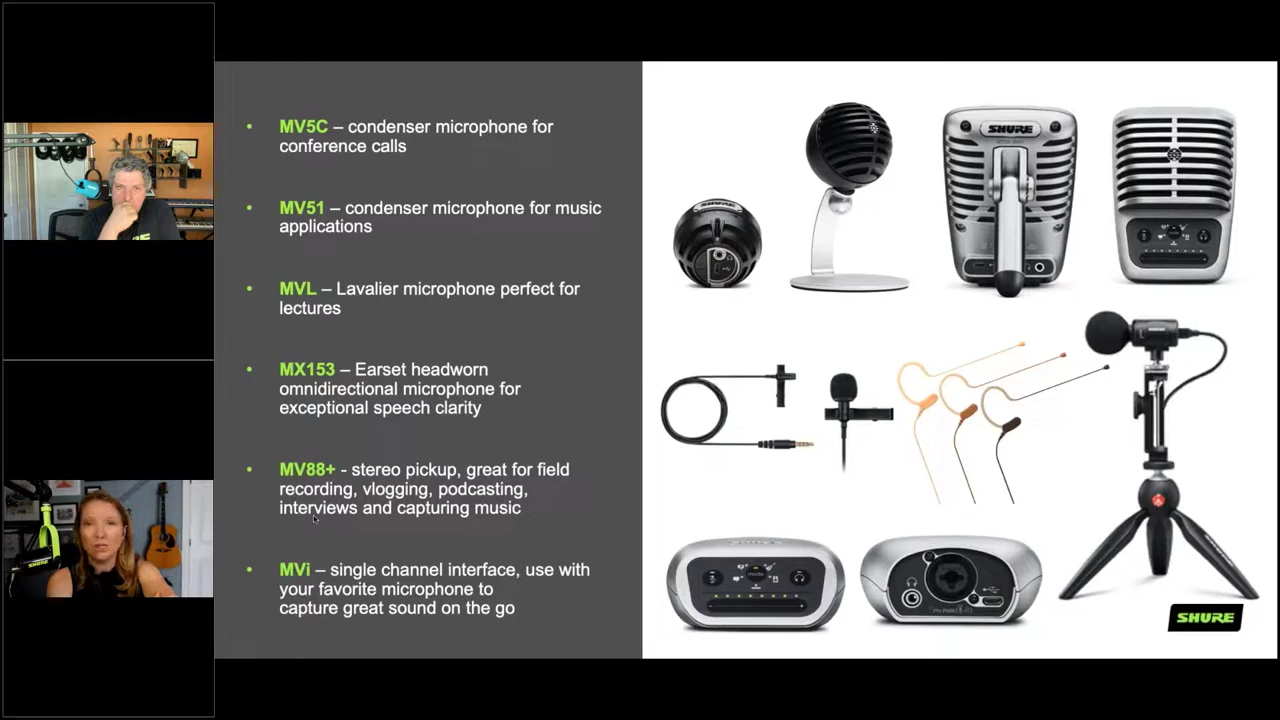 • MV5C – condenser microphone for
conference calls
• MV51 – condenser microphone for music
applications
• MVL – Lavalier microphone perfect for
lectures
• MX153 – Earset headworn
omnidirectional microphone for
exceptional speech clarity
• MV88+ - stereo pickup, great for field
recording, vlogging, podcasting,
interviews and capturing music
• MVi – single channel interface, use with
your favorite microphone to
capture great sound on the go
SHURE
SHURE
mode
SHURE